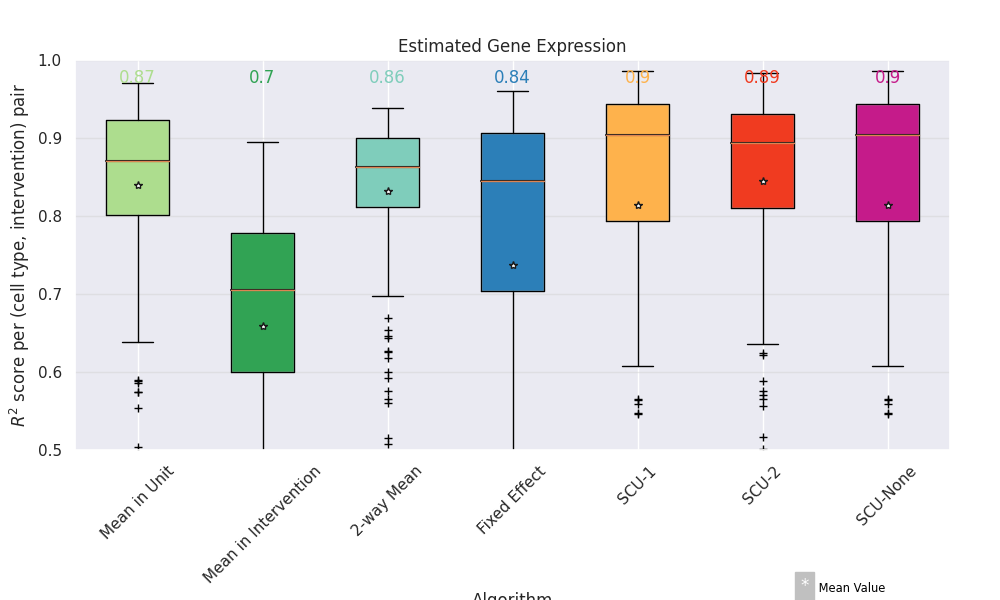 Estimated Gene Expression
R² score per (cell type, intervention) pair
1.0
0.9
0.8
0.7
0.6
0.5
0.87
0.7
0.86
0.84
0.9
0.89
0.9
Mean in Unit
Mean in Intervention
2-way Mean
Fixed Effect
SCU-1
SCU-2
SCU-None
Algorithm
* Mean Value